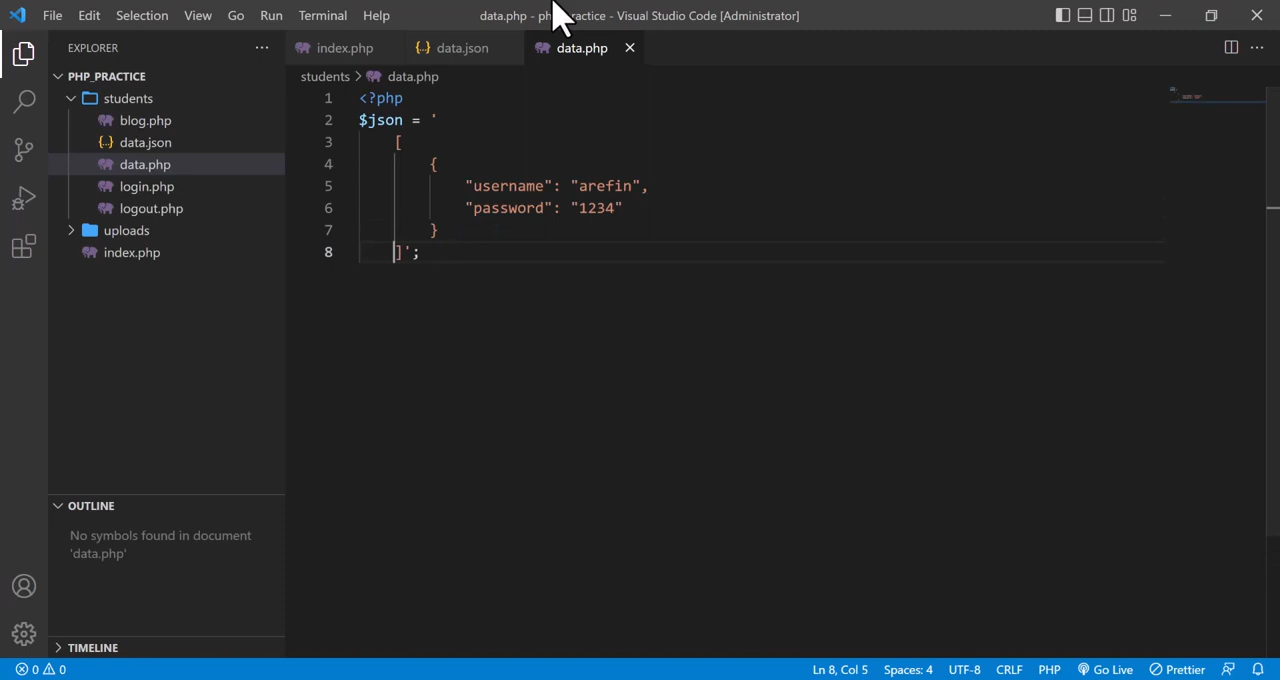 File Edit Selection View Go Run Terminal Help data.php - ph ractice - Visual Studio Code [Administrator]
EXPLORER
index.php data.json data.php
PHP_PRACTICE
students
blog.php
data.json
data.php
login.php
logout.php
uploads
index.php
students > data.php
1 <?php
2 $json = '
3 [
4 {
5 "username": "arefin",
6 "password": "1234"
7 }
8 ]';
OUTLINE
No symbols found in document
'data.php'
TIMELINE
0 0 Ln 8, Col 5 Spaces: 4 UTF-8 CRLF PHP Go Live Prettier